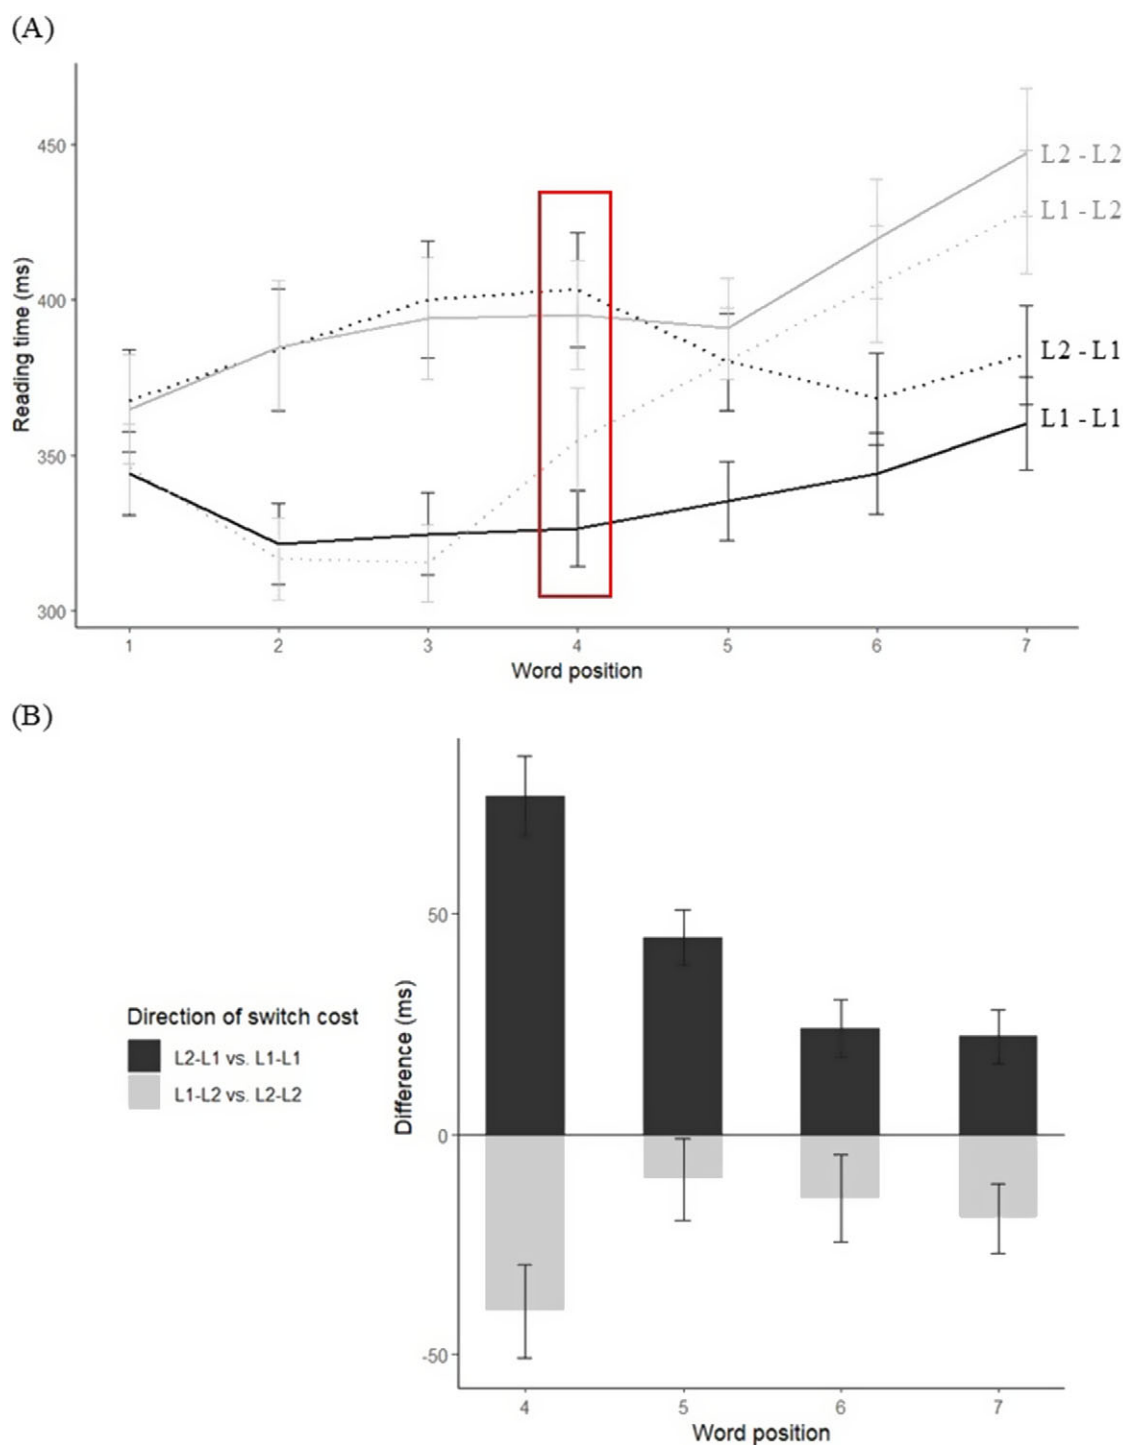 (A)
450
400
350
300
Reading time (ms)
L2 - L2
L1 - L2
L2 - L1
L1 - L1
1 2 3 4 5 6 7
Word position
(B)
50
0
-50
Difference (ms)
Direction of switch cost
L2-L1 vs. L1-L1
L1-L2 vs. L2-L2
4 5 6 7
Word position